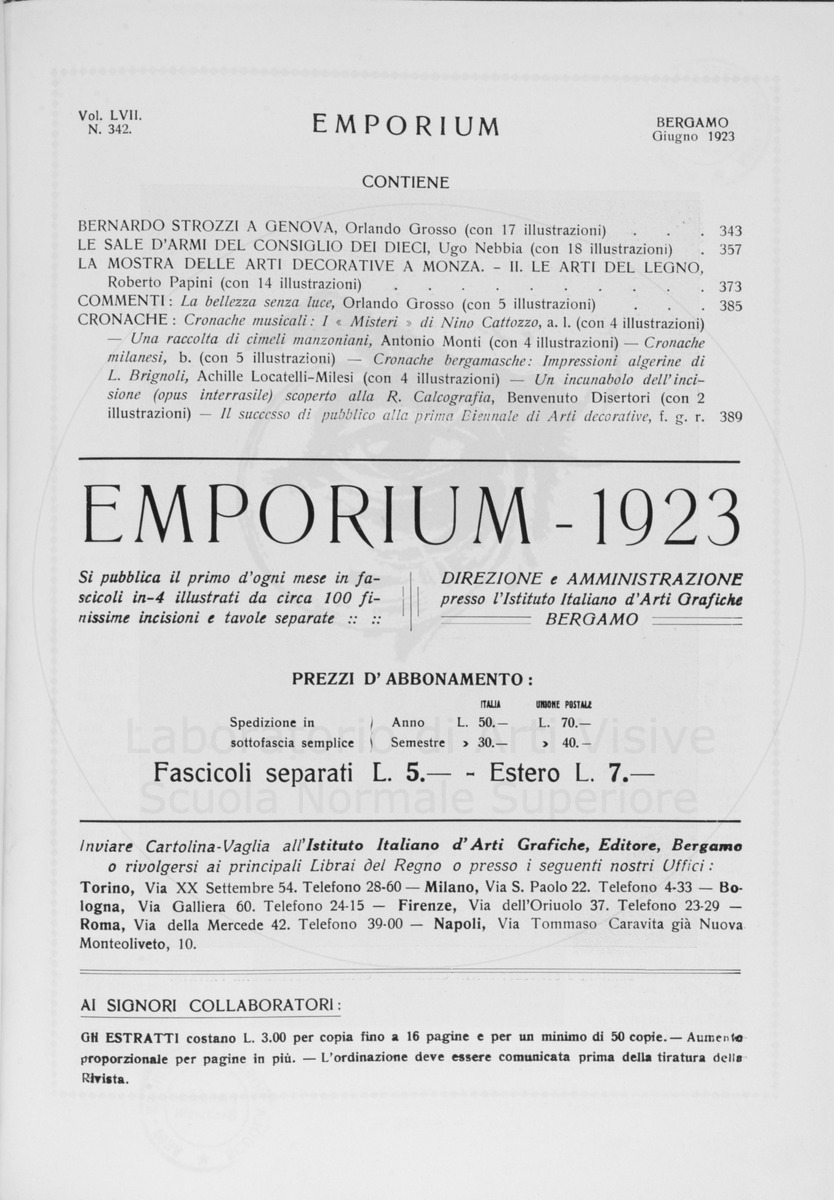 Vol. LVII.
N. 342.
EMPORIUM
BERGAMO
Giugno 1923
CONTIENE
BERNARDO STROZZI A GENOVA, Orlando Grosso (con 17 illustrazioni) . . . 343
LE SALE D'ARMI DEL CONSIGLIO DEI DIECI, Ugo Nebbia (con 18 illustrazioni) . 357
LA MOSTRA DELLE ARTI DECORATIVE A MONZA. - II. LE ARTI DEL LEGNO,
Roberto Papini (con 14 illustrazioni) . . . . . . . . . 373
COMMENTI: La bellezza senza luce, Orlando Grosso (con 5 illustrazioni) . . . 385
CRONACHE: Cronache musicali: I « Misteri » di Nino Cattozzo, a. l. (con 4 illustrazioni)
— Una raccolta di cimeli manzoniani, Antonio Monti (con 4 illustrazioni) — Cronache
milanesi, b. (con 5 illustrazioni) — Cronache bergamasche: Impressioni algerine di
L. Brignoli, Achille Locatelli-Milesi (con 4 illustrazioni) — Un incunabolo dell'inci-
sione (opus interrasile) scoperto alla R. Calcografia, Benvenuto Disertori (con 2
illustrazioni) — Il successo di pubblico alla prima Biennale di Arti decorative, f. g. r. 389
EMPORIUM - 1923
Si pubblica il primo d'ogni mese in fa-
scicoli in-4 illustrati da circa 100 fi-
nissime incisioni e tavole separate :: ::
DIREZIONE e AMMINISTRAZIONE
presso l'Istituto Italiano d'Arti Grafiche
BERGAMO
PREZZI D'ABBONAMENTO:
ITALIA UNIONE POSTALE
Spedizione in Anno L. 50.— L. 70.—
sottofascia semplice Semestre » 30.— » 40.—
Laboratorio di Arti Visive
Fascicoli separati L. 5.— - Estero L. 7.—
Scuola Normale Superiore
Inviare Cartolina-Vaglia all'Istituto Italiano d'Arti Grafiche, Editore, Bergamo
o rivolgersi ai principali Librai del Regno o presso i seguenti nostri Uffici:
Torino, Via XX Settembre 54. Telefono 28-60 — Milano, Via S. Paolo 22. Telefono 4-33 — Bo-
logna, Via Galliera 60. Telefono 24-15 — Firenze, Via dell'Oriuolo 37. Telefono 23-29 —
Roma, Via della Mercede 42. Telefono 39-00 — Napoli, Via Tommaso Caravita già Nuova
Monteoliveto, 10.
AI SIGNORI COLLABORATORI:
Gli ESTRATTI costano L. 3.00 per copia fino a 16 pagine e per un minimo di 50 copie. — Aumento
proporzionale per pagine in più. — L'ordinazione deve essere comunicata prima della tiratura della
Rivista.